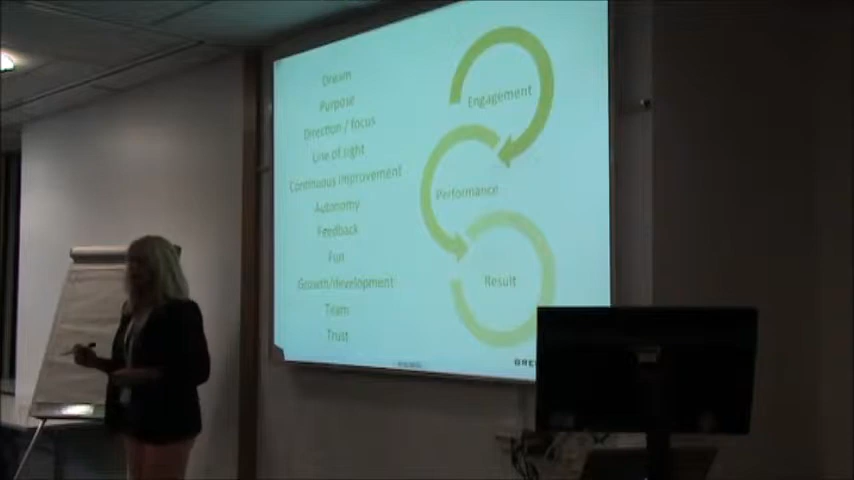 Dream
Purpose
Direction / focus
Line of sight
Continuous improvement
Autonomy
Feedback
Fun
Growth/development
Team
Trust
Engagement
Performance
Result